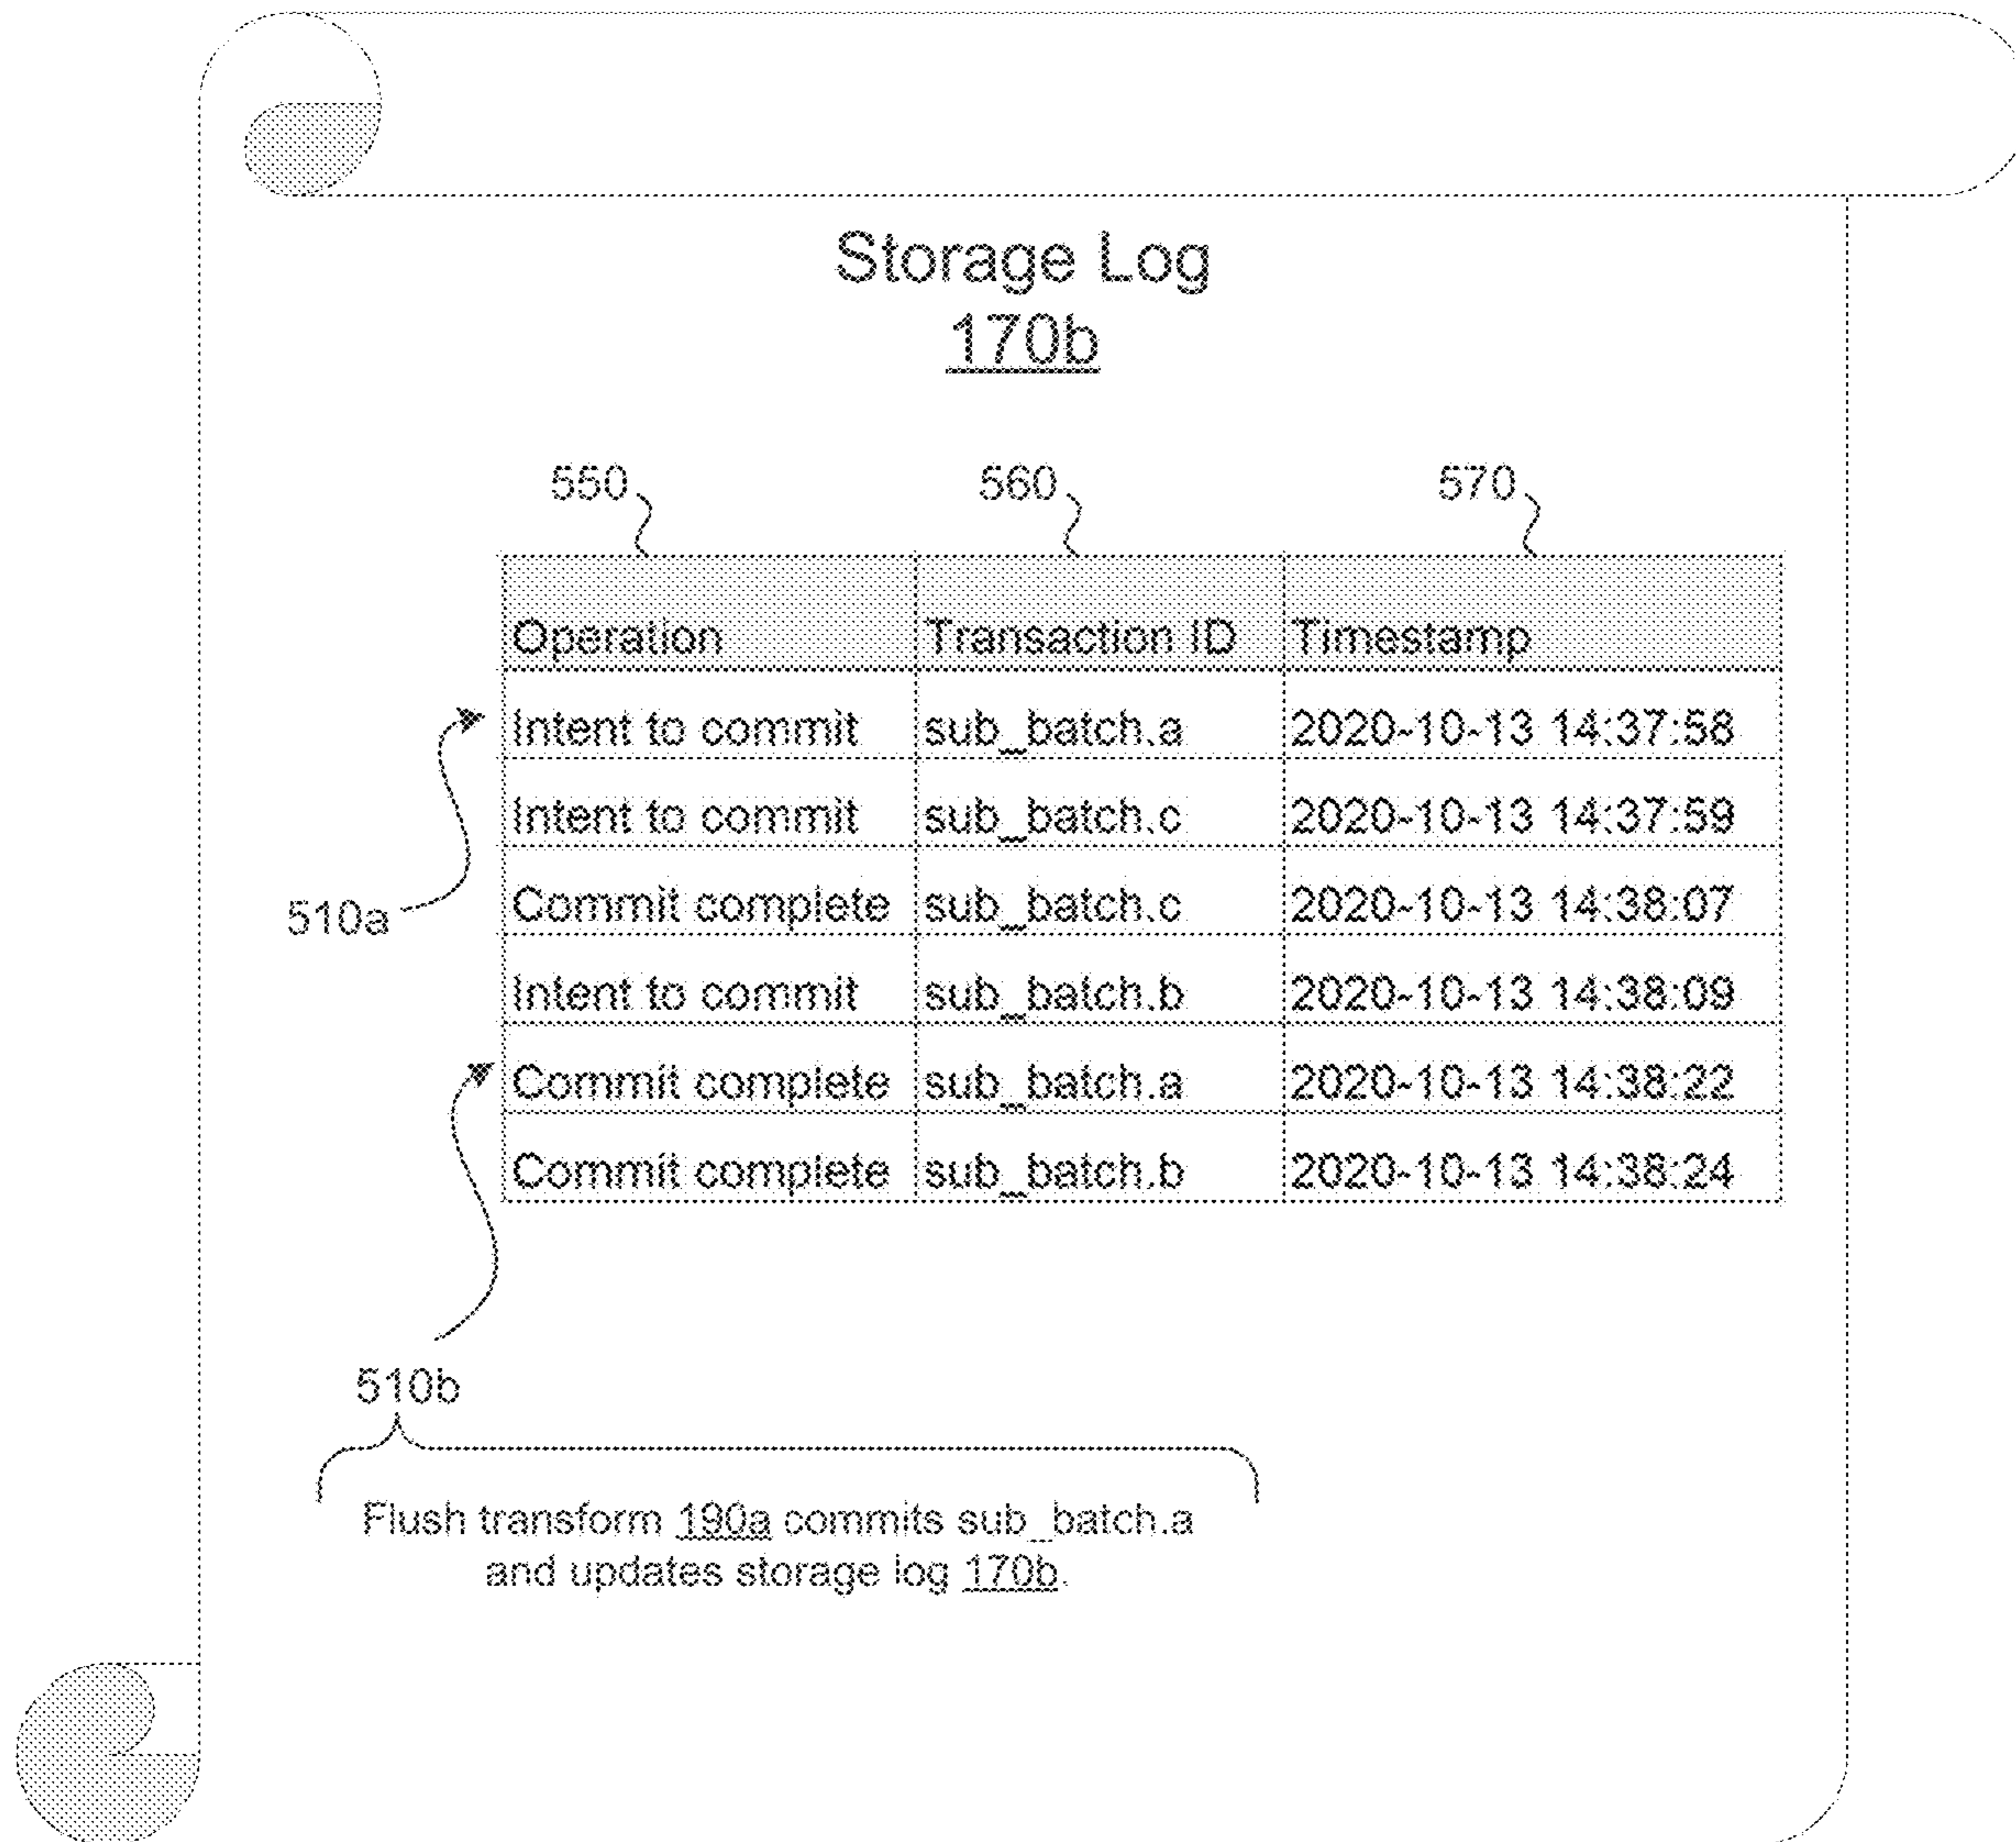 Storage Log
170b
550 560 570
Operation Transaction ID Timestamp
Intent to commit sub_batch.a 2020-10-13 14:37:58
Intent to commit sub_batch.c 2020-10-13 14:37:59
510a
Commit complete sub_batch.c 2020-10-13 14:38:07
Intent to commit sub_batch.b 2020-10-13 14:38:09
Commit complete sub_batch.a 2020-10-13 14:38:22
Commit complete sub_batch.b 2020-10-13 14:38:24
510b
Flush transform 190a commits sub_batch.a
and updates storage log 170b.